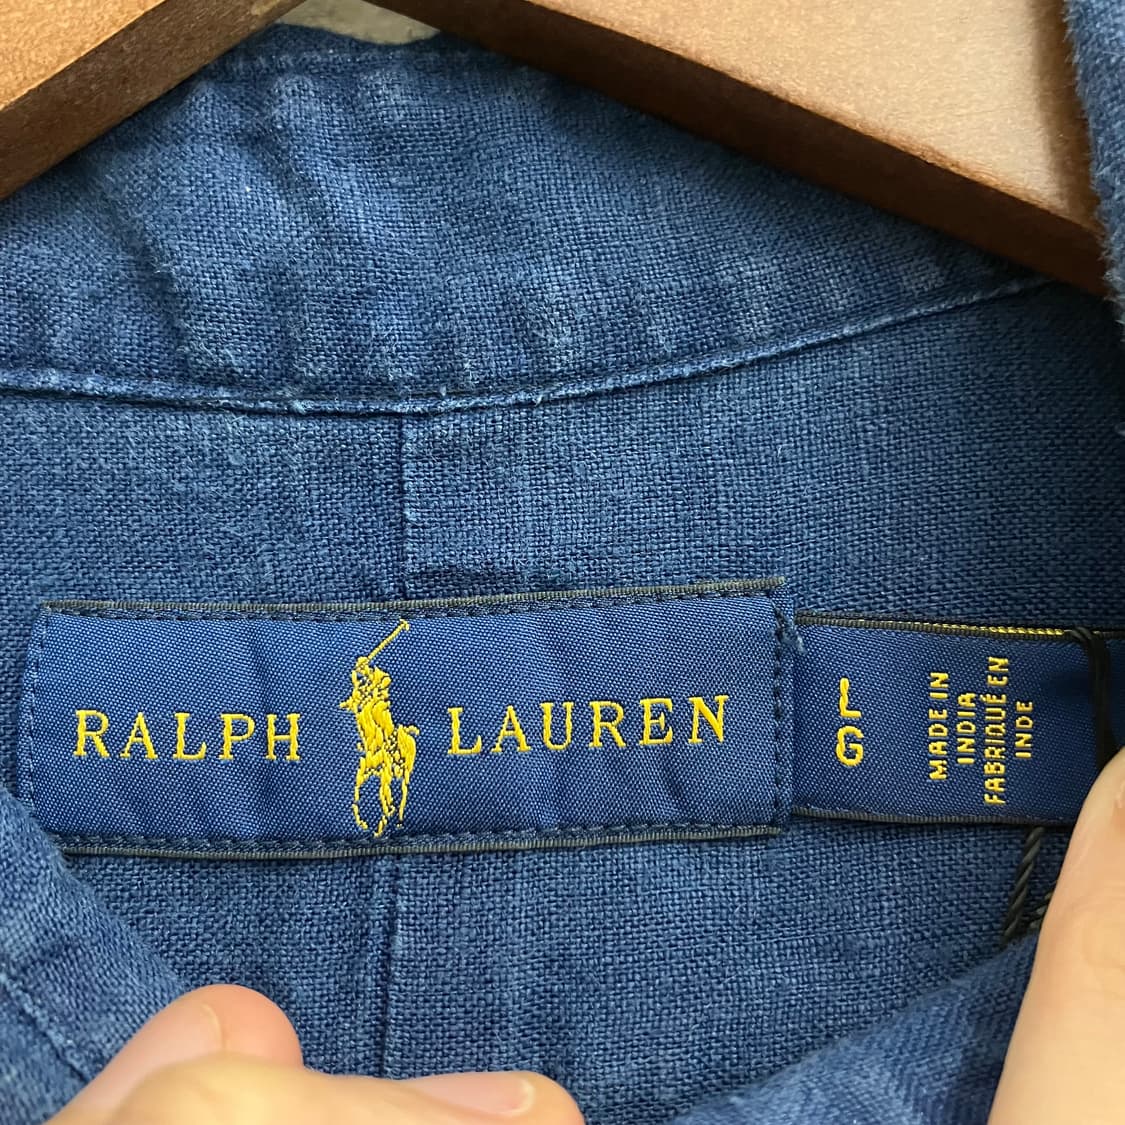 RALPH LAUREN
L
G
MADE IN
INDIA
FABRIQUÉ EN
INDE